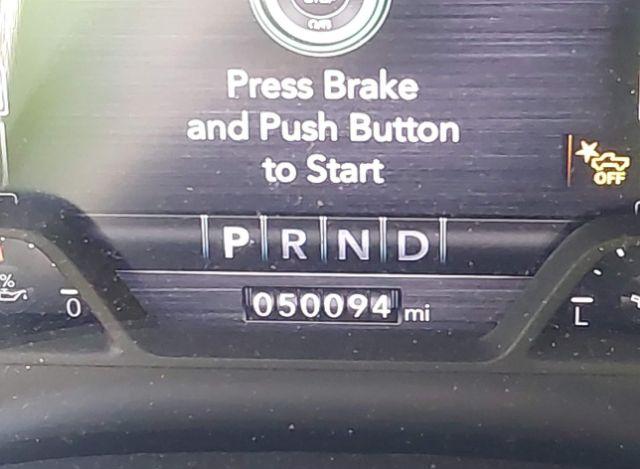 Press Brake
and Push Button
to Start
OFF
P R N D
%
0
050094 mi
L